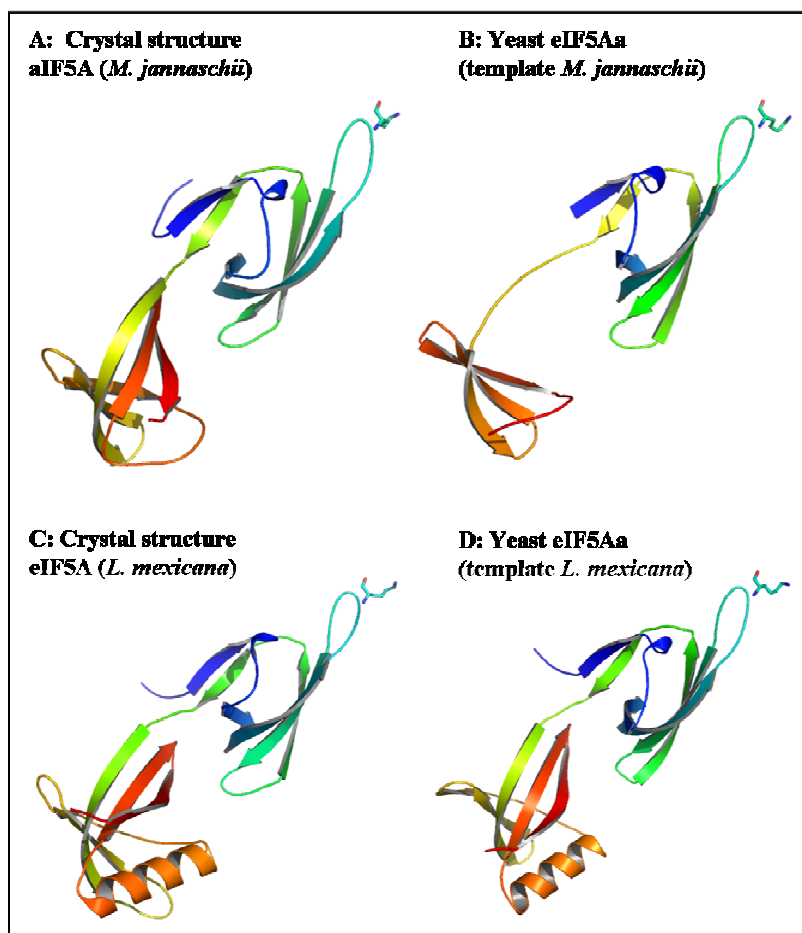 A: Crystal structure
aIF5A (M. jannaschii)
B: Yeast eIF5Aa
(template M. jannaschii)
C: Crystal structure
eIF5A (L. mexicana)
D: Yeast eIF5Aa
(template L. mexicana)